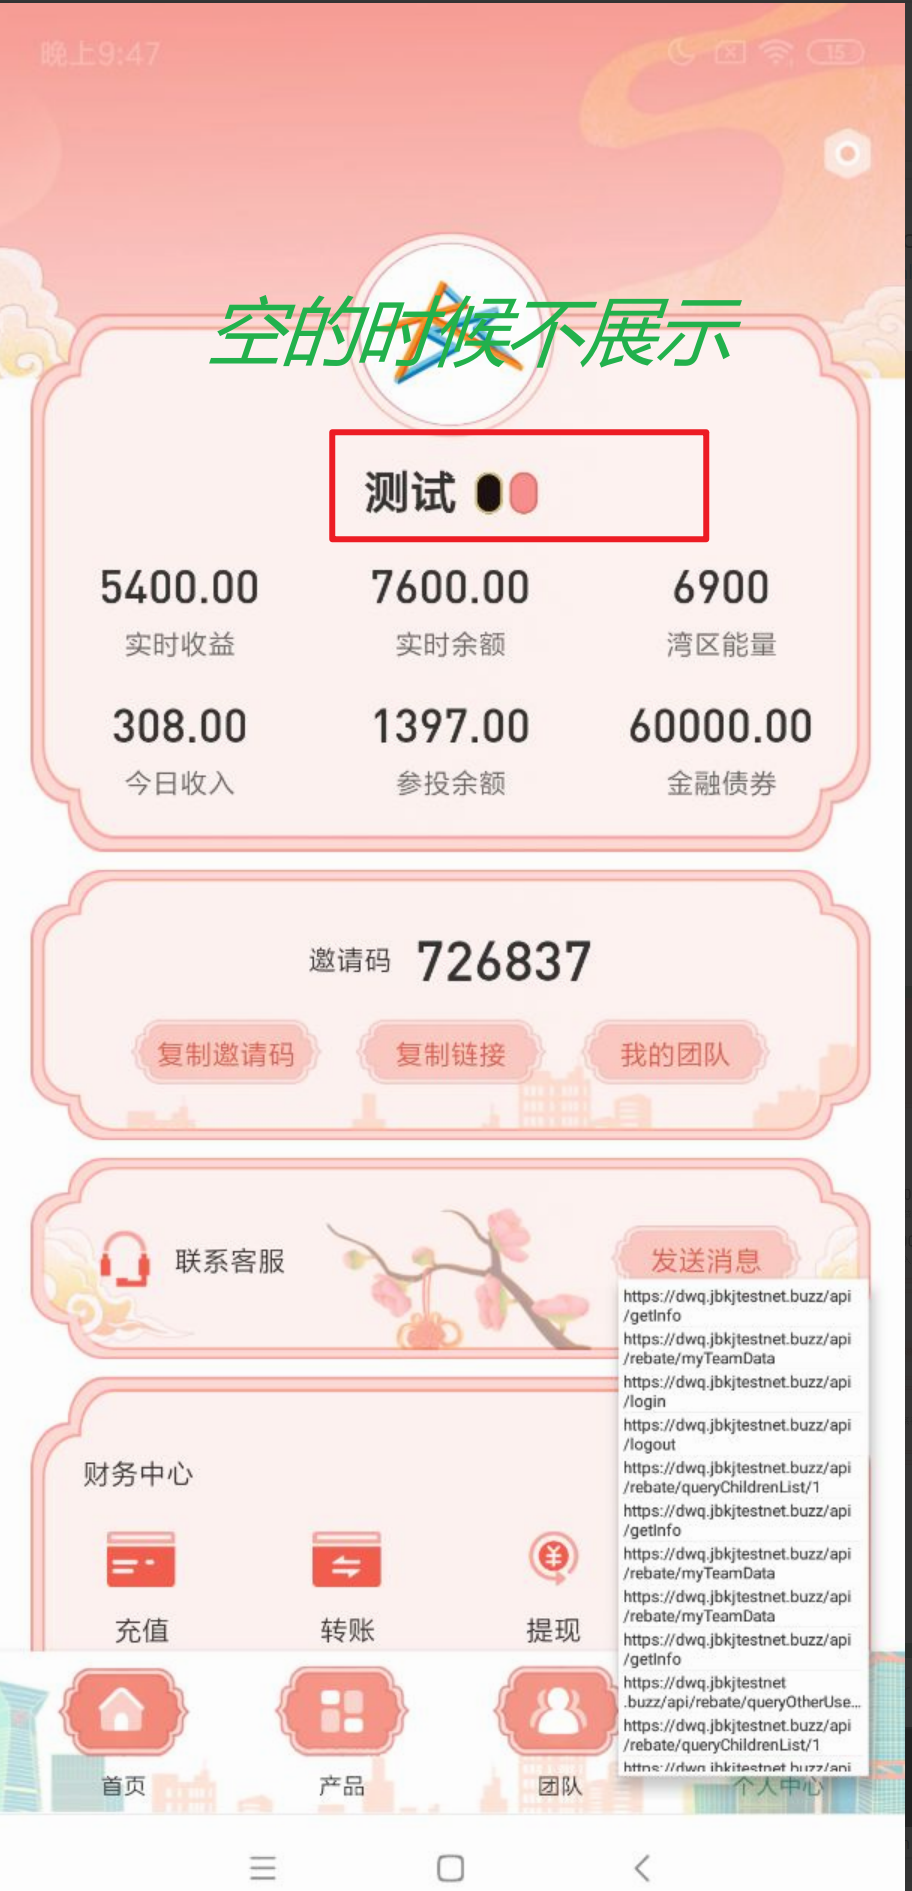 晚上9:47
15
空的时候不展示
测试
5400.00 7600.00 6900
实时收益 实时余额 湾区能量
308.00 1397.00 60000.00
今日收入 参投余额 金融债券
邀请码 726837
复制邀请码 复制链接 我的团队
联系客服 发送消息
https://dwq.jbkjtestnet.buzz/api
/getInfo
https://dwq.jbkjtestnet.buzz/api
/rebate/myTeamData
https://dwq.jbkjtestnet.buzz/api
/login
https://dwq.jbkjtestnet.buzz/api
/logout
https://dwq.jbkjtestnet.buzz/api
/rebate/queryChildrenList/1
https://dwq.jbkjtestnet.buzz/api
/getInfo
https://dwq.jbkjtestnet.buzz/api
/rebate/myTeamData
https://dwq.jbkjtestnet.buzz/api
/rebate/myTeamData
https://dwq.jbkjtestnet.buzz/api
/getInfo
https://dwq.jbkjtestnet
.buzz/api/rebate/queryOtherUse...
https://dwq.jbkjtestnet.buzz/api
/rebate/queryChildrenList/1
https://dwq.jbkjtestnet.buzz/api
财务中心
充值 转账 提现
首页 产品 团队 个人中心